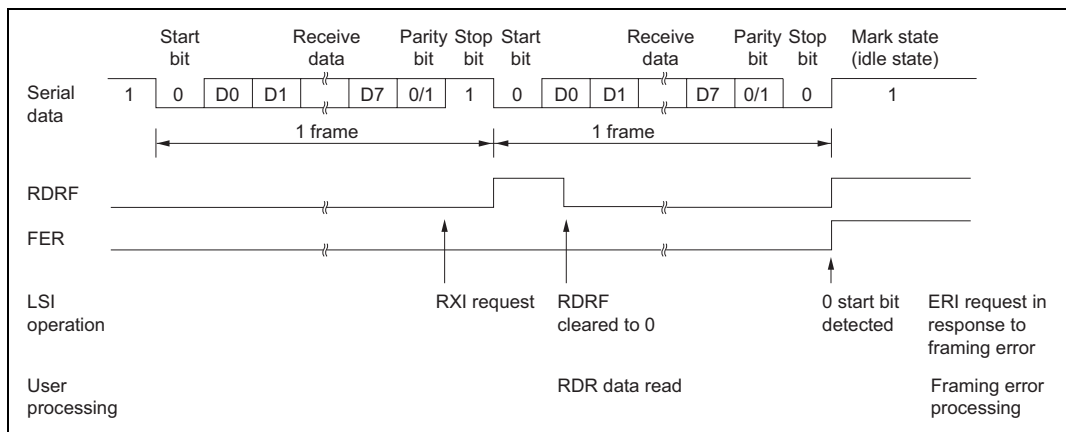 Start bit Receive data Parity bit Stop bit Start bit Receive data Parity bit Stop bit Mark state (idle state)
Serial data 1 0 D0 D1 D7 0/1 1 0 D0 D1 D7 0/1 0 1
1 frame 1 frame
RDRF
FER
LSI operation RXI request RDRF cleared to 0 0 start bit detected ERI request in response to framing error
User processing RDR data read Framing error processing